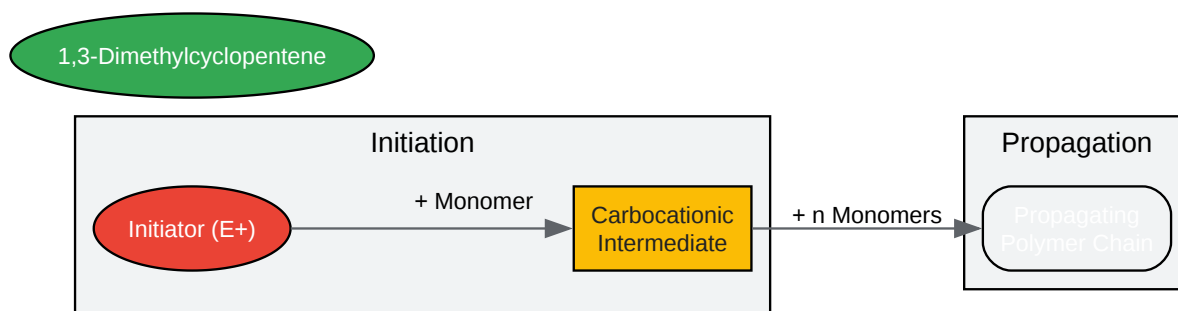 1,3-Dimethylcyclopentene
Initiation
Propagation
Initiator (E+)
+ Monomer
Carbocationic
Intermediate
+ n Monomers
Propagating
Polymer Chain